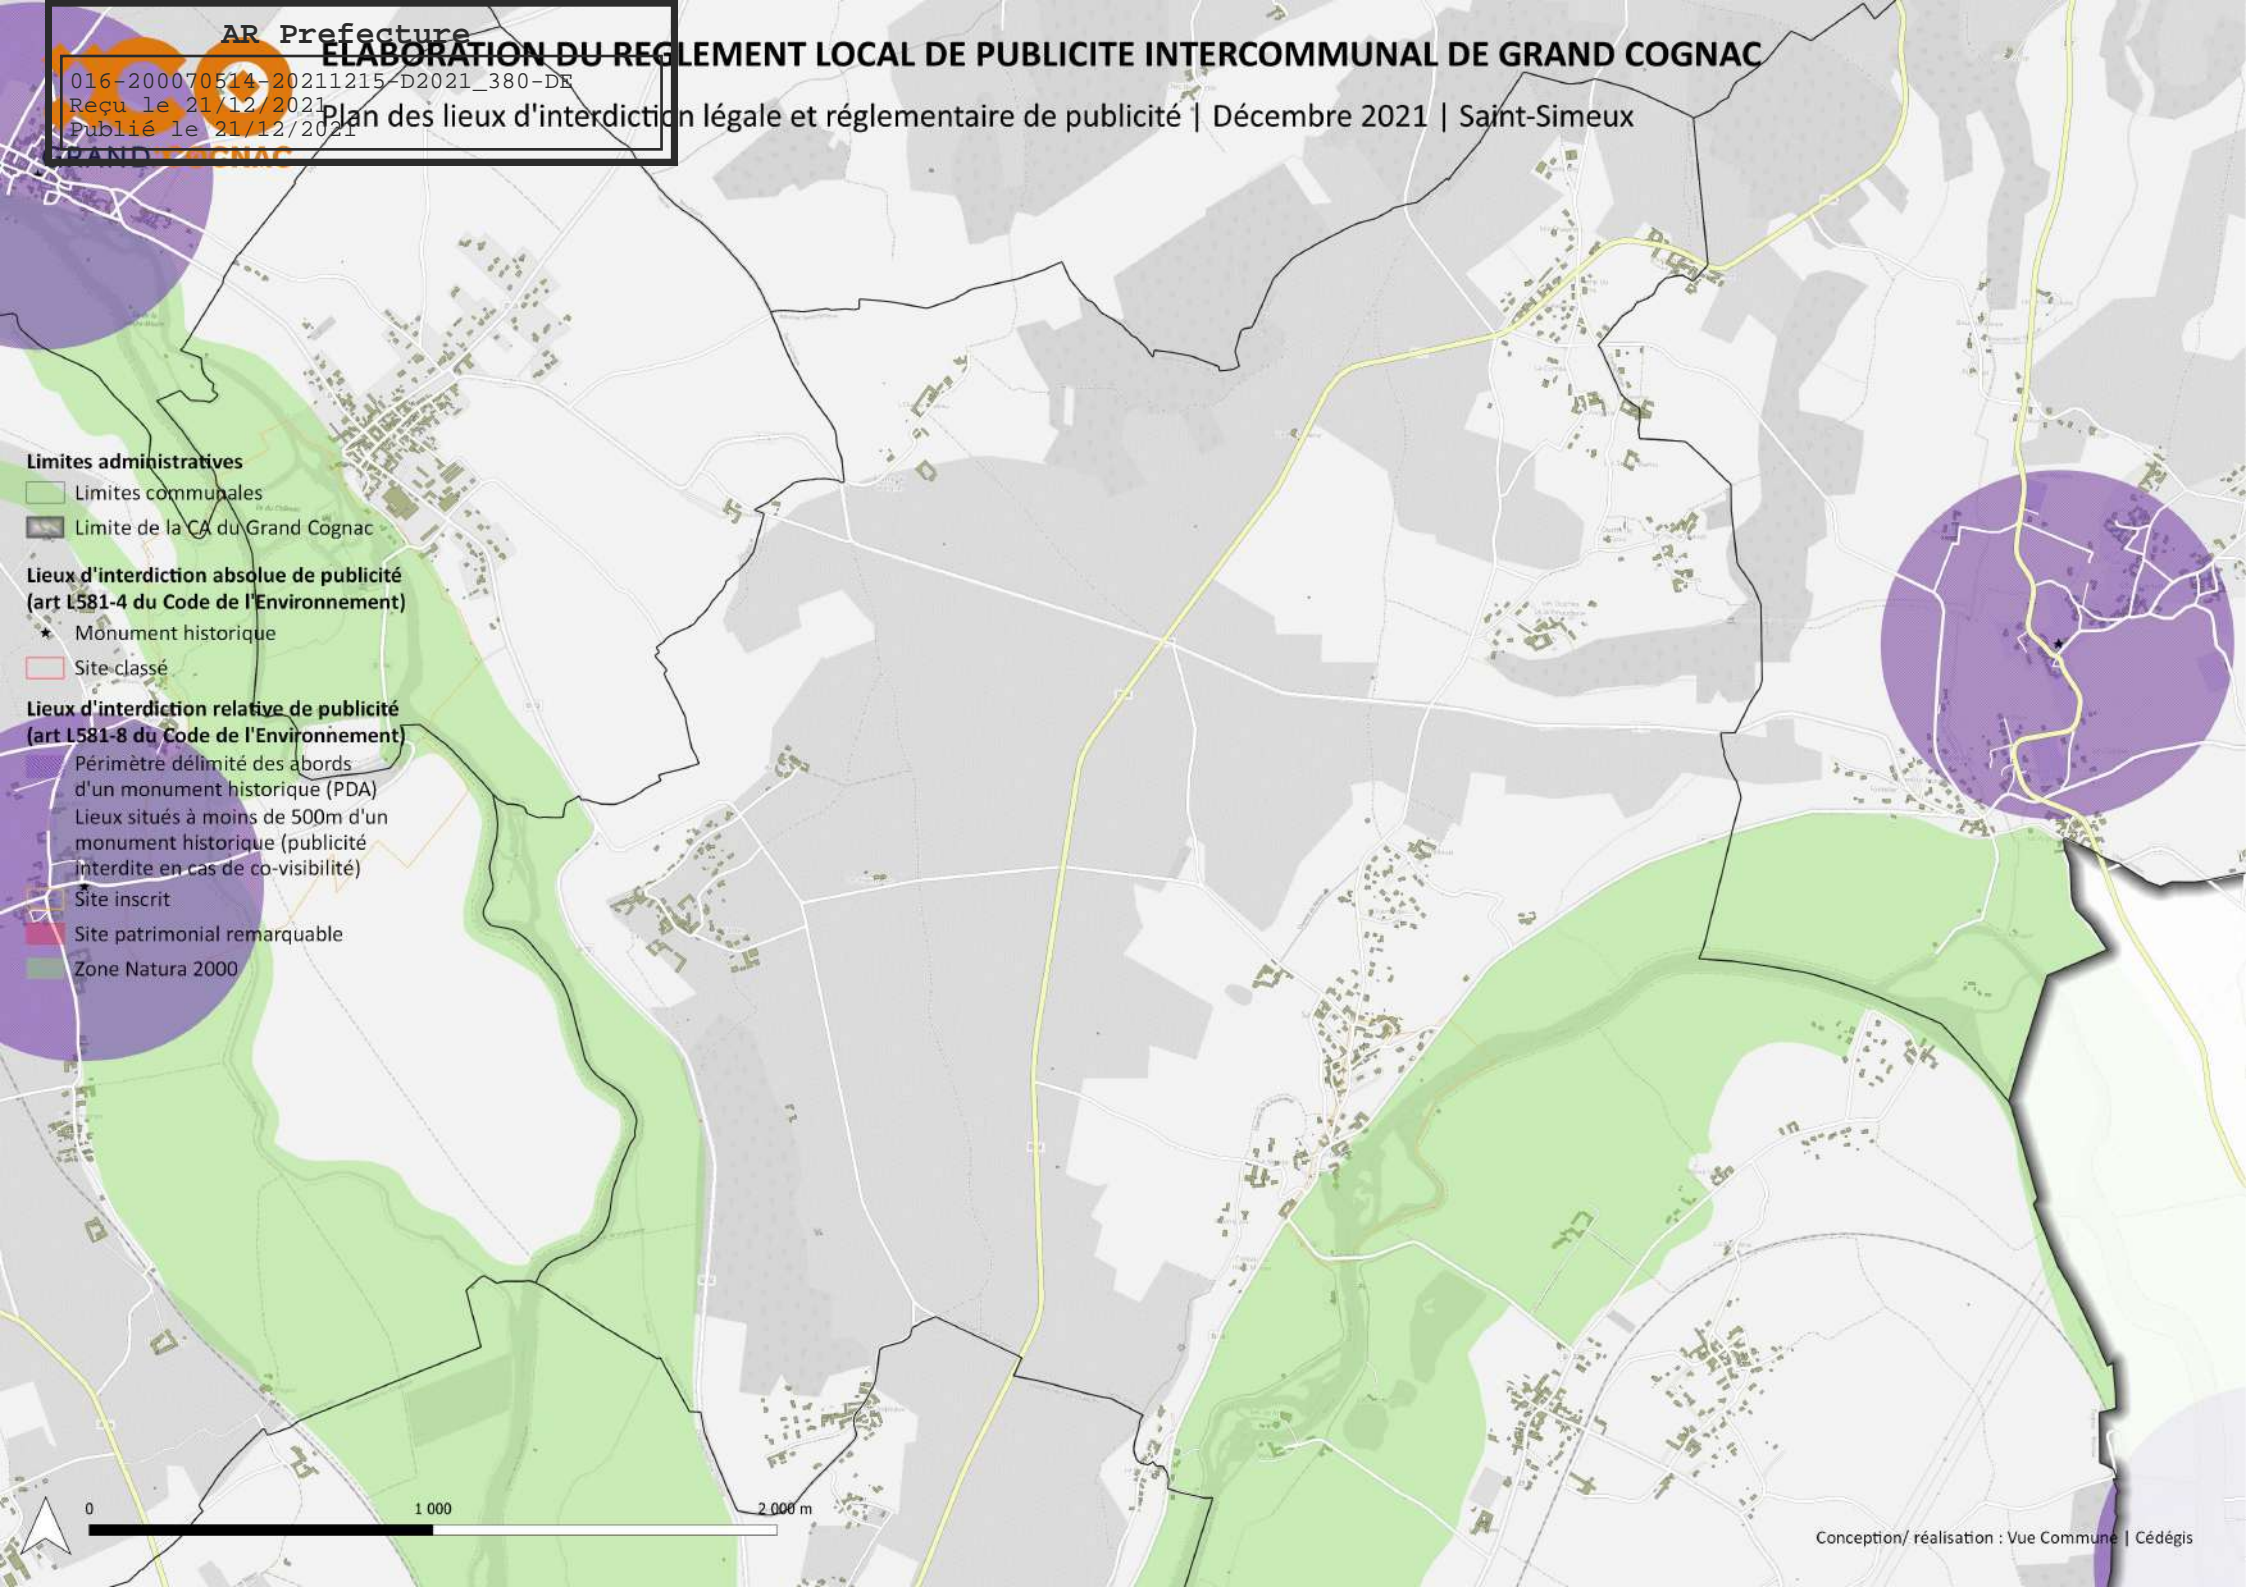 AR Prefecture
016-200070514-20211215-D2021_380-DE
Reçu le 21/12/2021
Publié le 21/12/2021
GRAND COGNAC
ELABORATION DU REGLEMENT LOCAL DE PUBLICITE INTERCOMMUNAL DE GRAND COGNAC
Plan des lieux d'interdiction légale et réglementaire de publicité | Décembre 2021 | Saint-Simeux
Limites administratives
Limites communales
Limite de la CA du Grand Cognac
Lieux d'interdiction absolue de publicité
(art L581-4 du Code de l'Environnement)
Monument historique
Site classé
Lieux d'interdiction relative de publicité
(art L581-8 du Code de l'Environnement)
Périmètre délimité des abords
d'un monument historique (PDA)
Lieux situés à moins de 500m d'un
monument historique (publicité
interdite en cas de co-visibilité)
Site inscrit
Site patrimonial remarquable
Zone Natura 2000
0
1 000
2 000 m
Conception/ réalisation : Vue Commune | Cédégis